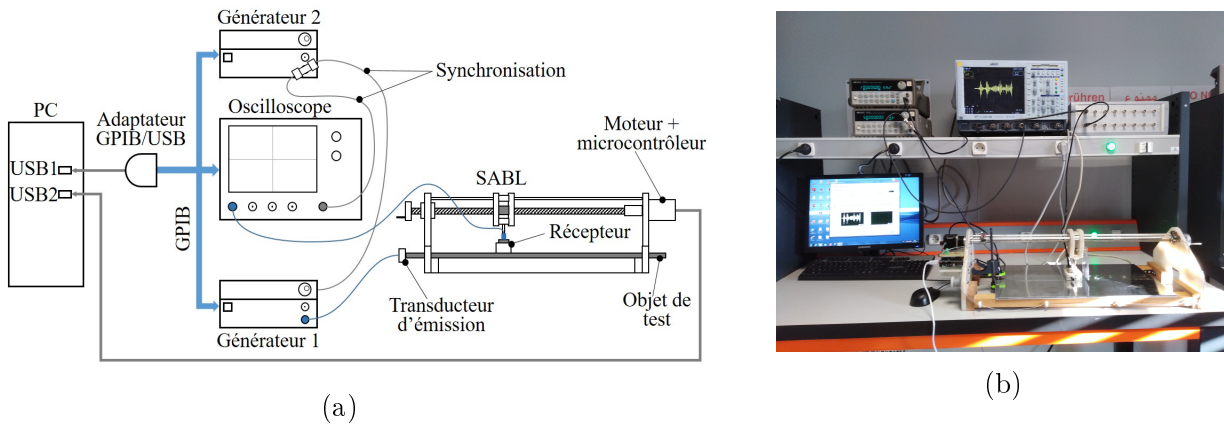 Générateur 2
Synchronisation
PC
Adaptateur
GPIB/USB
Oscilloscope
Moteur +
microcontrôleur
USB1
USB2
SABL
GPIB
Récepteur
Transducteur
d'émission
Objet de
test
Générateur 1
(a)
(b)